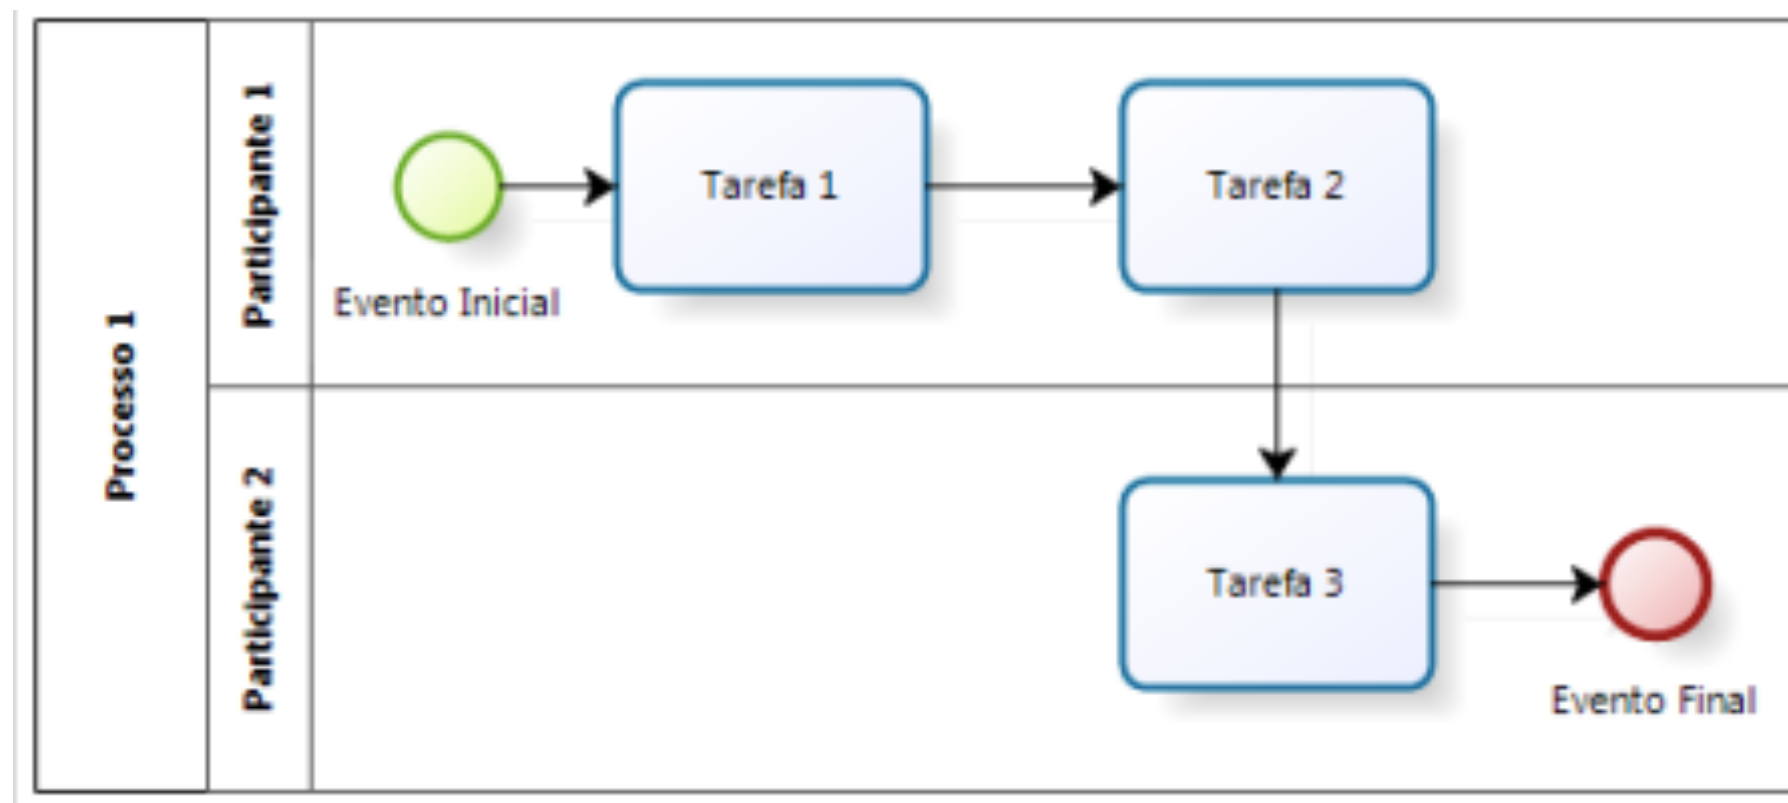 Processo 1
Participante 1
Evento Inicial
Tarefa 1
Tarefa 2
Participante 2
Tarefa 3
Evento Final